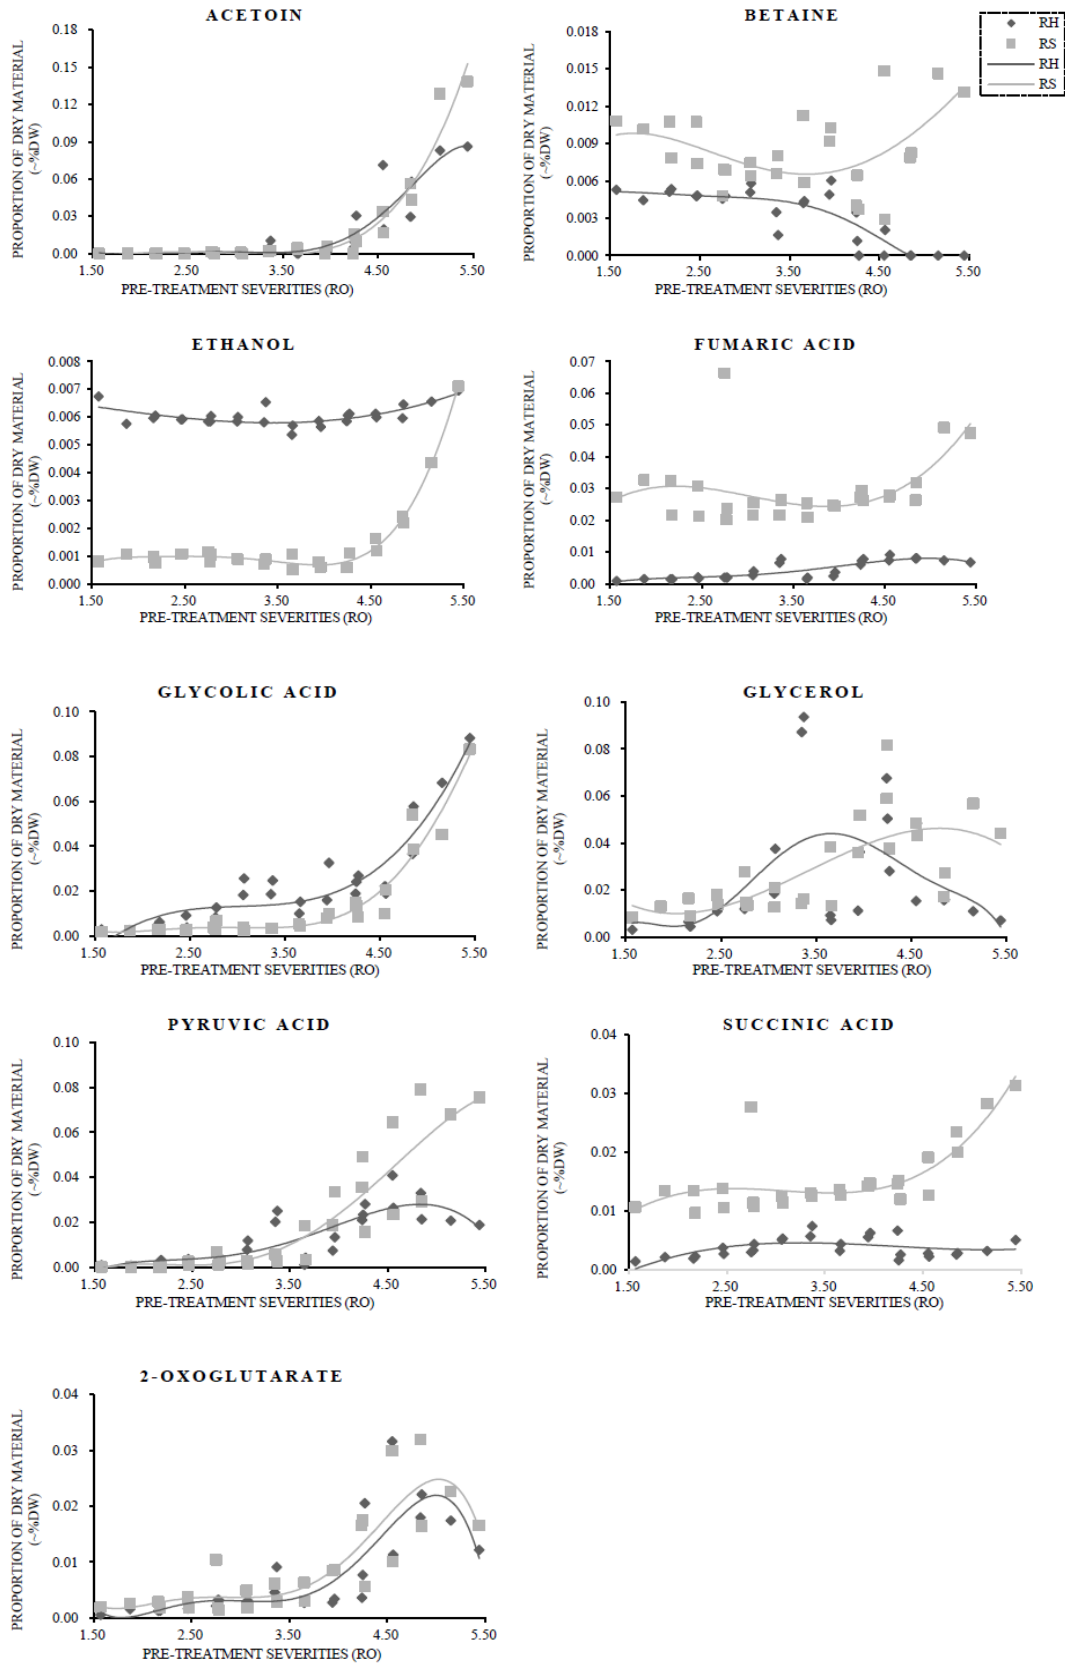 ACETOIN
PROPORTION OF DRY MATERIAL
(~%DW)
0.18
0.15
0.12
0.09
0.06
0.03
0.00
1.50 2.50 3.50 4.50 5.50
PRE-TREATMENT SEVERITIES (RO)
BETAINE
PROPORTION OF DRY MATERIAL
(~%DW)
0.018
0.015
0.012
0.009
0.006
0.003
0.000
1.50 2.50 3.50 4.50 5.50
PRE-TREATMENT SEVERITIES (RO)
RH
RS
RH
RS
ETHANOL
PROPORTION OF DRY MATERIAL
(~%DW)
0.008
0.007
0.006
0.005
0.004
0.003
0.002
0.001
0.000
1.50 2.50 3.50 4.50 5.50
PRE-TREATMENT SEVERITIES (RO)
FUMARIC ACID
PROPORTION OF DRY MATERIAL
(~%DW)
0.07
0.06
0.05
0.04
0.03
0.02
0.01
0.00
1.50 2.50 3.50 4.50 5.50
PRE-TREATMENT SEVERITIES (RO)
GLYCOLIC ACID
PROPORTION OF DRY MATERIAL
(~%DW)
0.10
0.08
0.06
0.04
0.02
0.00
1.50 2.50 3.50 4.50 5.50
PRE-TREATMENT SEVERITIES (RO)
GLYCEROL
PROPORTION OF DRY MATERIAL
(~%DW)
0.10
0.08
0.06
0.04
0.02
0.00
1.50 2.50 3.50 4.50 5.50
PRE-TREATMENT SEVERITIES (RO)
PYRUVIC ACID
PROPORTION OF DRY MATERIAL
(~%DW)
0.10
0.08
0.06
0.04
0.02
0.00
1.50 2.50 3.50 4.50 5.50
PRE-TREATMENT SEVERITIES (RO)
SUCCINIC ACID
PROPORTION OF DRY MATERIAL
(~%DW)
0.04
0.03
0.02
0.01
0.00
1.50 2.50 3.50 4.50 5.50
PRE-TREATMENT SEVERITIES (RO)
2-OXOGLUTARATE
PROPORTION OF DRY MATERIAL
(~%DW)
0.04
0.03
0.02
0.01
0.00
1.50 2.50 3.50 4.50 5.50
PRE-TREATMENT SEVERITIES (RO)